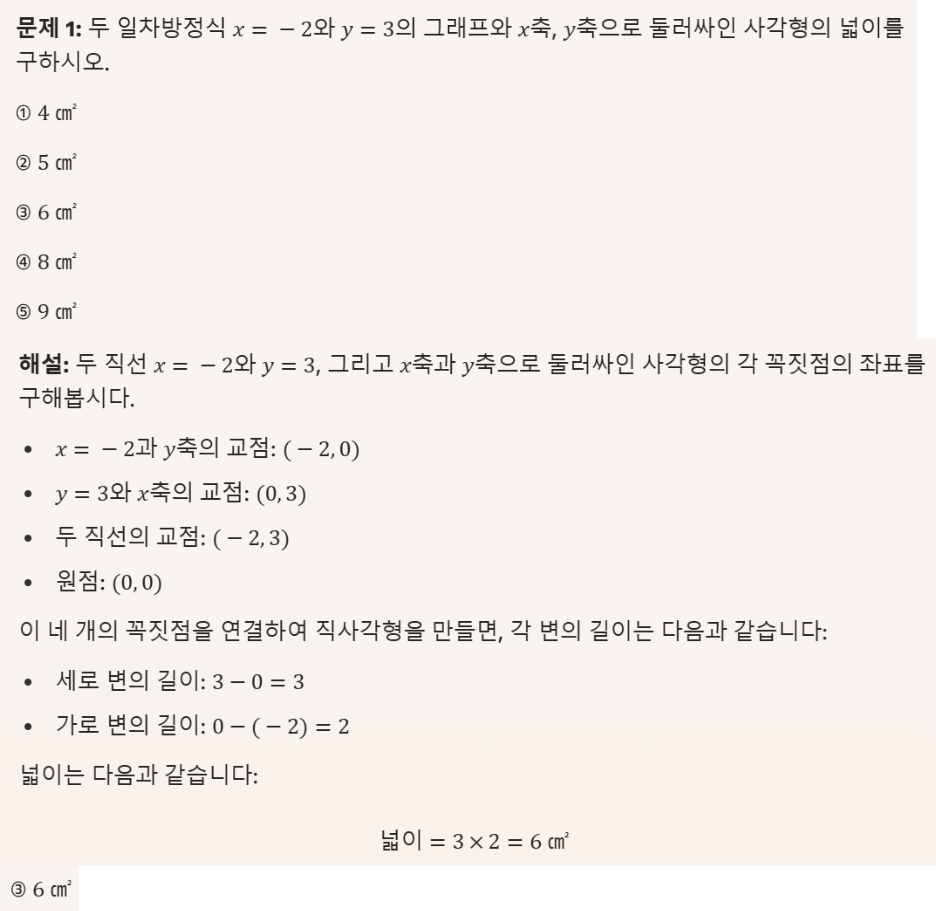 문제 1: 두 일차방정식 x = −2와 y = 3의 그래프와 x축, y축으로 둘러싸인 사각형의 넓이를
구하시오.
① 4 ㎠
② 5 ㎠
③ 6 ㎠
④ 8 ㎠
⑤ 9 ㎠
해설: 두 직선 x = −2와 y = 3, 그리고 x축과 y축으로 둘러싸인 사각형의 각 꼭짓점의 좌표를
구해봅시다.
• x = −2과 y축의 교점: (−2, 0)
• y = 3와 x축의 교점: (0, 3)
• 두 직선의 교점: (−2, 3)
• 원점: (0, 0)
이 네 개의 꼭짓점을 연결하여 직사각형을 만들면, 각 변의 길이는 다음과 같습니다:
• 세로 변의 길이: 3 − 0 = 3
• 가로 변의 길이: 0 − (−2) = 2
넓이는 다음과 같습니다:
넓이 = 3 × 2 = 6 ㎠
③ 6 ㎠